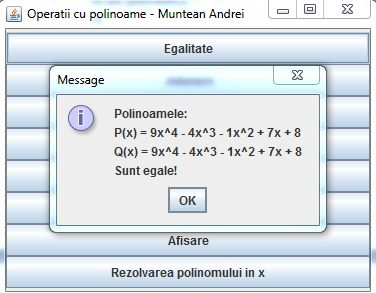 Operatii cu polinoame - Muntean Andrei
Egalitate
Message
Polinoamele:
P(x) = 9x^4 - 4x^3 - 1x^2 + 7x + 8
Q(x) = 9x^4 - 4x^3 - 1x^2 + 7x + 8
Sunt egale!
OK
Afisare
Rezolvarea polinomului in x